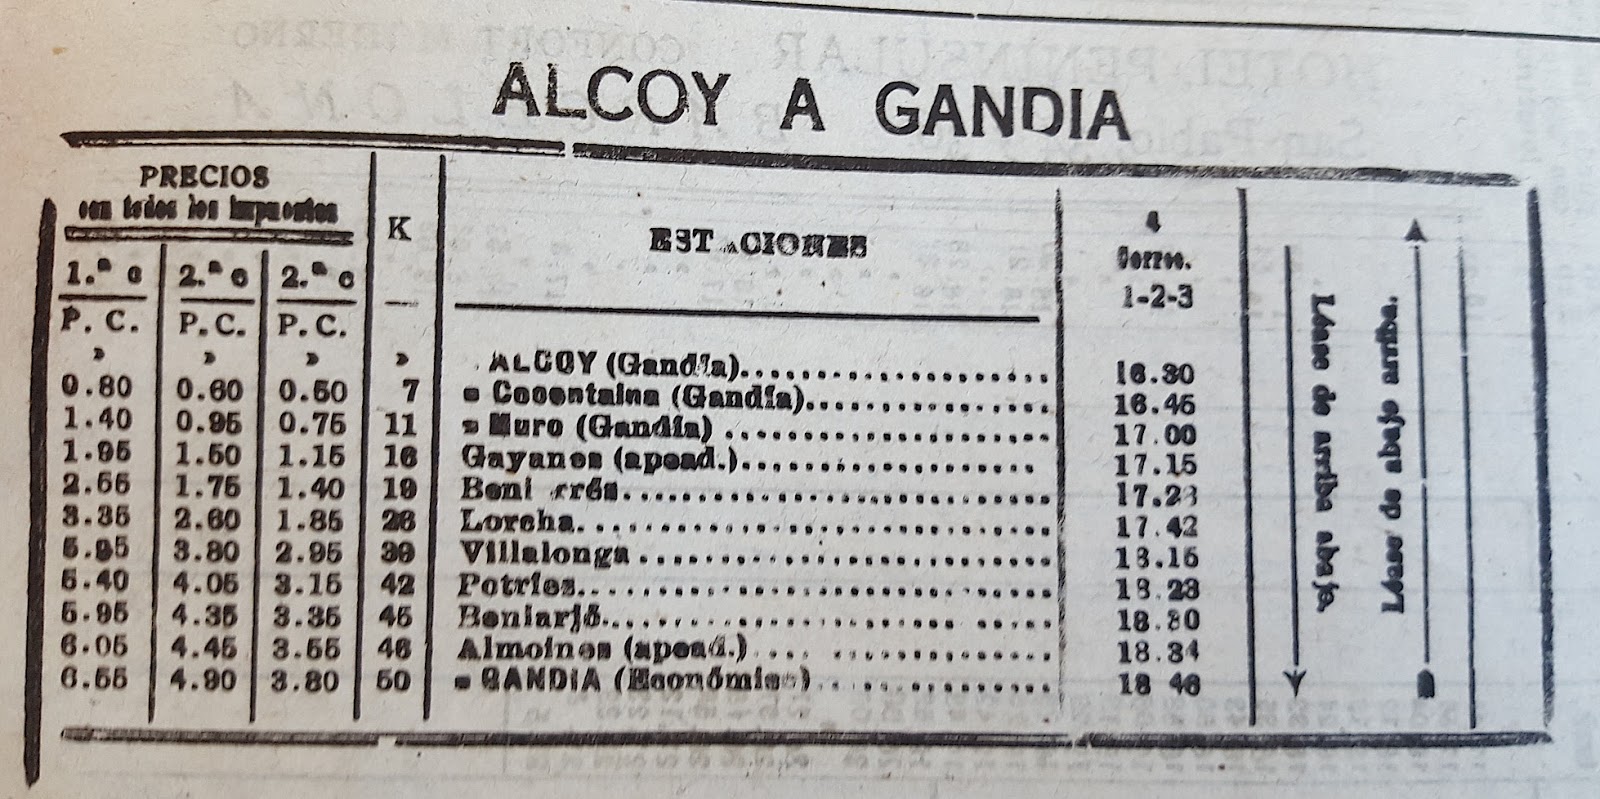 ALCOY A GANDIA
PRECIOS
con todos los impuestos
K
ESTACIONES
4
Correo.
1-2-3
1.ª c 2.ª c 2.ª c
P. C. P. C. P. C.
» » » » ALCOY (Gandía) 16.30
0.80 0.60 0.50 7 » Cocentaina (Gandía) 16.45
1.40 0.95 0.75 11 » Muro (Gandía) 17.00
1.95 1.50 1.15 16 Gayanes (apead.) 17.15
2.55 1.75 1.40 19 Beni rrés 17.23
3.35 2.60 1.85 26 Lorcha 17.42
5.95 3.80 2.95 39 Villalonga 18.15
5.40 4.05 3.15 42 Potríes 18.23
5.95 4.35 3.35 45 Beniarjó 18.30
6.05 4.45 3.55 46 Almoines (apead.) 18.34
6.55 4.90 3.80 50 » GANDIA (Económico) 18 46
Léase de arriba abajo.
Léase de abajo arriba.